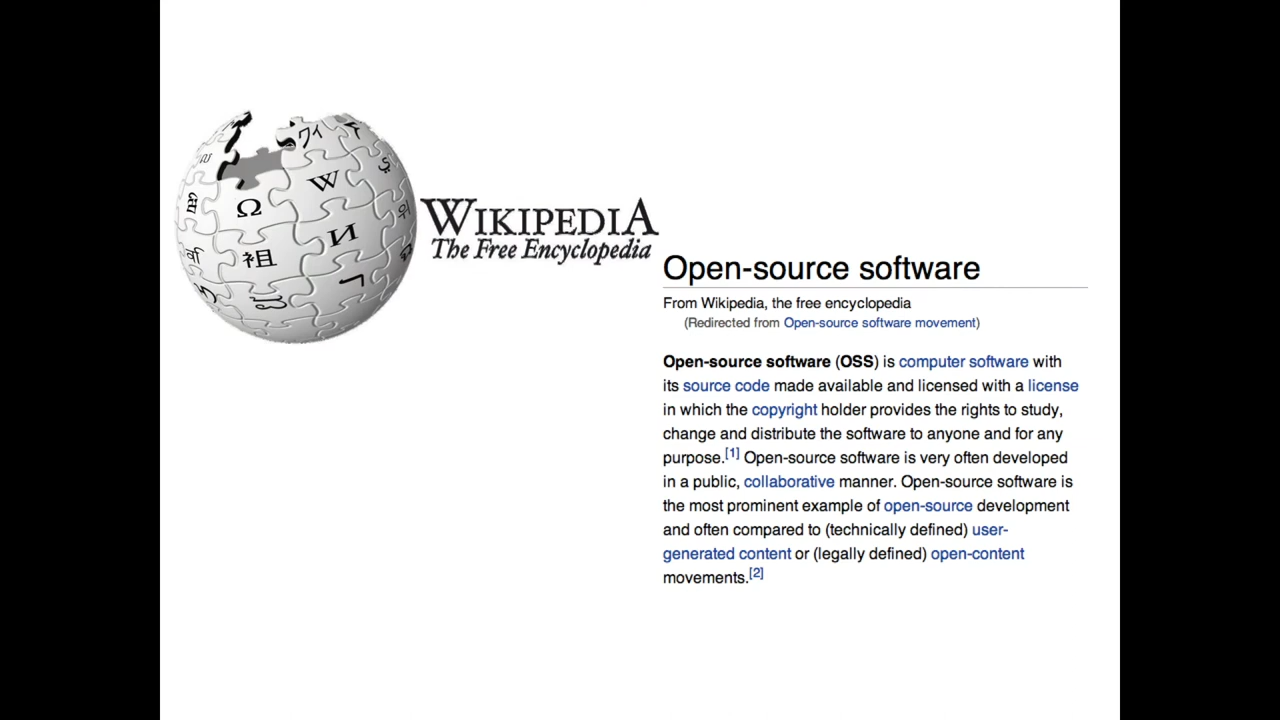 ワィ
W
Ω
И
祖
위
WIKIPEDIA
The Free Encyclopedia
Open-source software
From Wikipedia, the free encyclopedia
(Redirected from Open-source software movement)
Open-source software (OSS) is computer software with
its source code made available and licensed with a license
in which the copyright holder provides the rights to study,
change and distribute the software to anyone and for any
purpose.[1] Open-source software is very often developed
in a public, collaborative manner. Open-source software is
the most prominent example of open-source development
and often compared to (technically defined) user-
generated content or (legally defined) open-content
movements.[2]